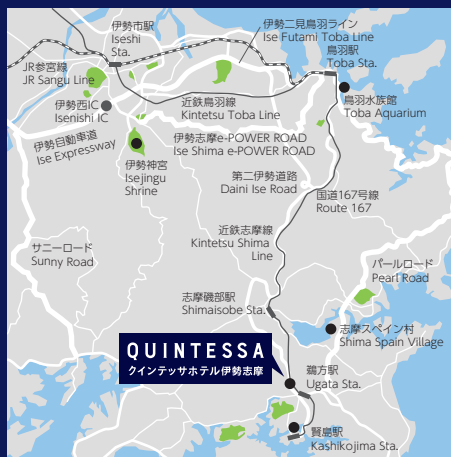 伊勢市駅
Iseshi
Sta.
伊勢二見鳥羽ライン
Ise Futami Toba Line
鳥羽駅
Toba Sta.
JR参宮線
JR Sangu Line
鳥羽水族館
Toba Aquarium
伊勢西IC
Isenishi IC
近鉄鳥羽線
Kintetsu Toba Line
伊勢自動車道
Ise Expressway
伊勢志摩e-POWER ROAD
Ise Shima e-POWER ROAD
伊勢神宮
Isejingu
Shrine
第二伊勢道路
Daini Ise Road
国道167号線
Route 167
近鉄志摩線
Kintetsu Shima
Line
サニーロード
Sunny Road
パールロード
Pearl Road
志摩磯部駅
Shimaisobe Sta.
志摩スペイン村
Shima Spain Village
QUINTESSA
クインテッサホテル伊勢志摩
鵜方駅
Ugata Sta.
賢島駅
Kashikojima Sta.